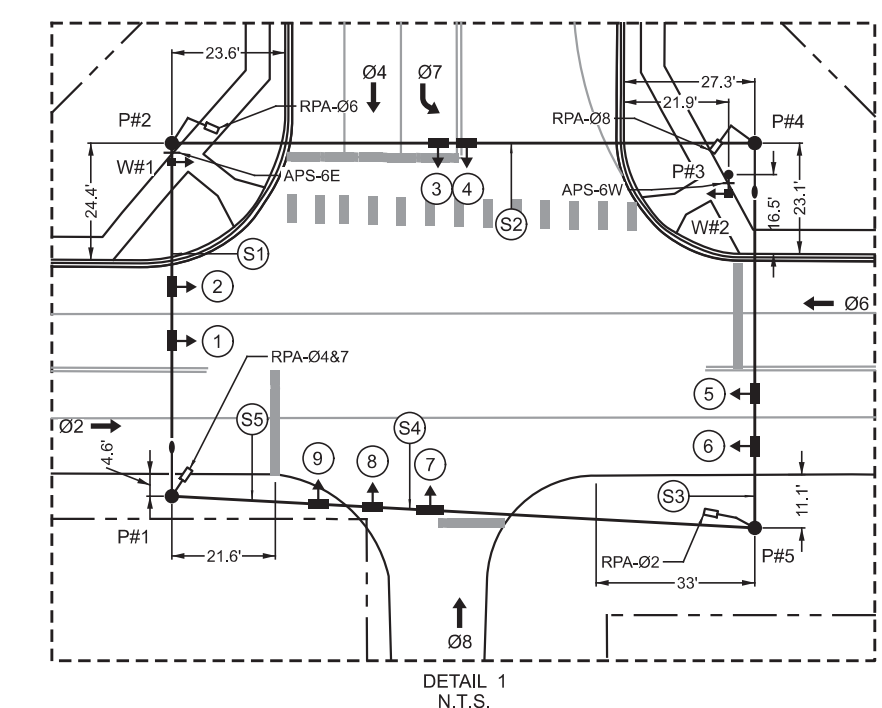 23.6'
Ø4
Ø7
27.3'
21.9'
P#2
RPA-Ø6
RPA-Ø8
P#4
W#1
APS-6E
3
4
APS-6W
P#3
24.4'
S2
W#2
16.5'
23.1'
S1
2
Ø6
1
RPA-Ø4&7
5
Ø2
4.6'
S5
S4
6
9
8
7
S3
11.1'
P#1
21.6'
RPA-Ø2
P#5
33'
Ø8
DETAIL 1
N.T.S.